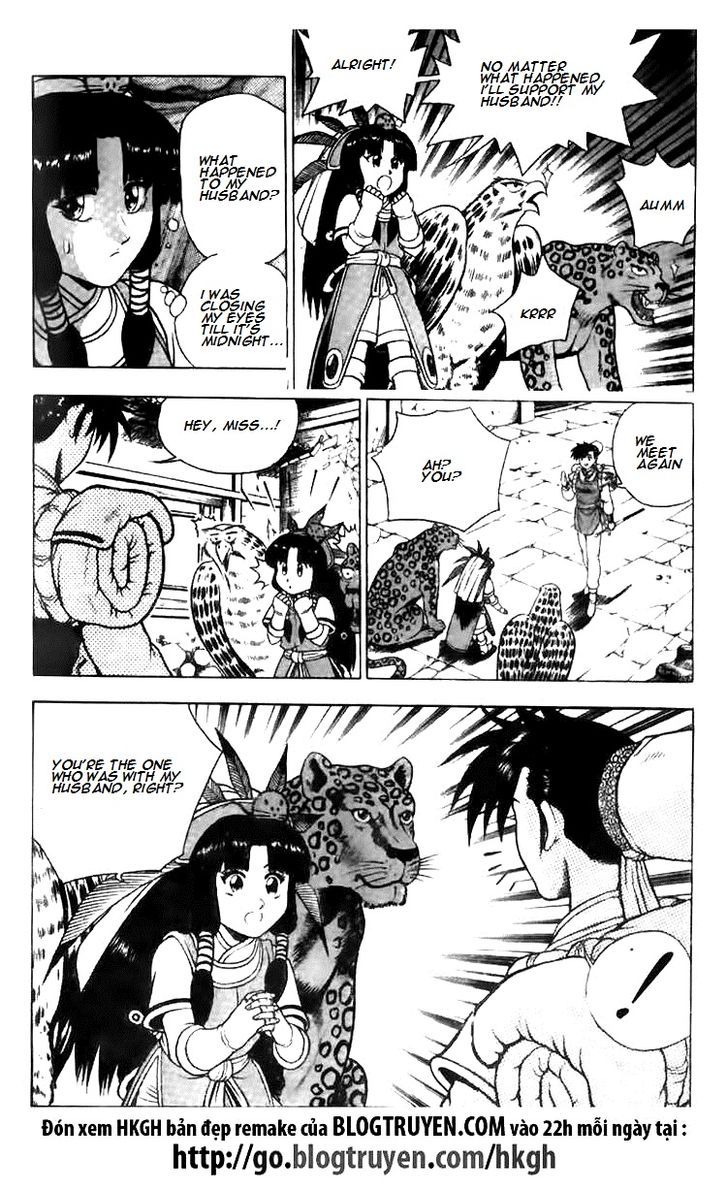 WHAT
HAPPENED
TO MY
HUSBAND?
I WAS
CLOSING
MY EYES
TILL IT'S
MIDNIGHT...
ALRIGHT!
NO MATTER
WHAT HAPPENED,
I'LL SUPPORT MY
HUSBAND!!
AUMM
KRRR
HEY, MISS...!
AH?
YOU?
WE
MEET
AGAIN
YOU'RE THE ONE
WHO WAS WITH MY
HUSBAND, RIGHT?
!
Đón xem HKGH bản đẹp remake của BLOGTRUYEN.COM vào 22h mỗi ngày tại :
http://go.blogtruyen.com/hkgh